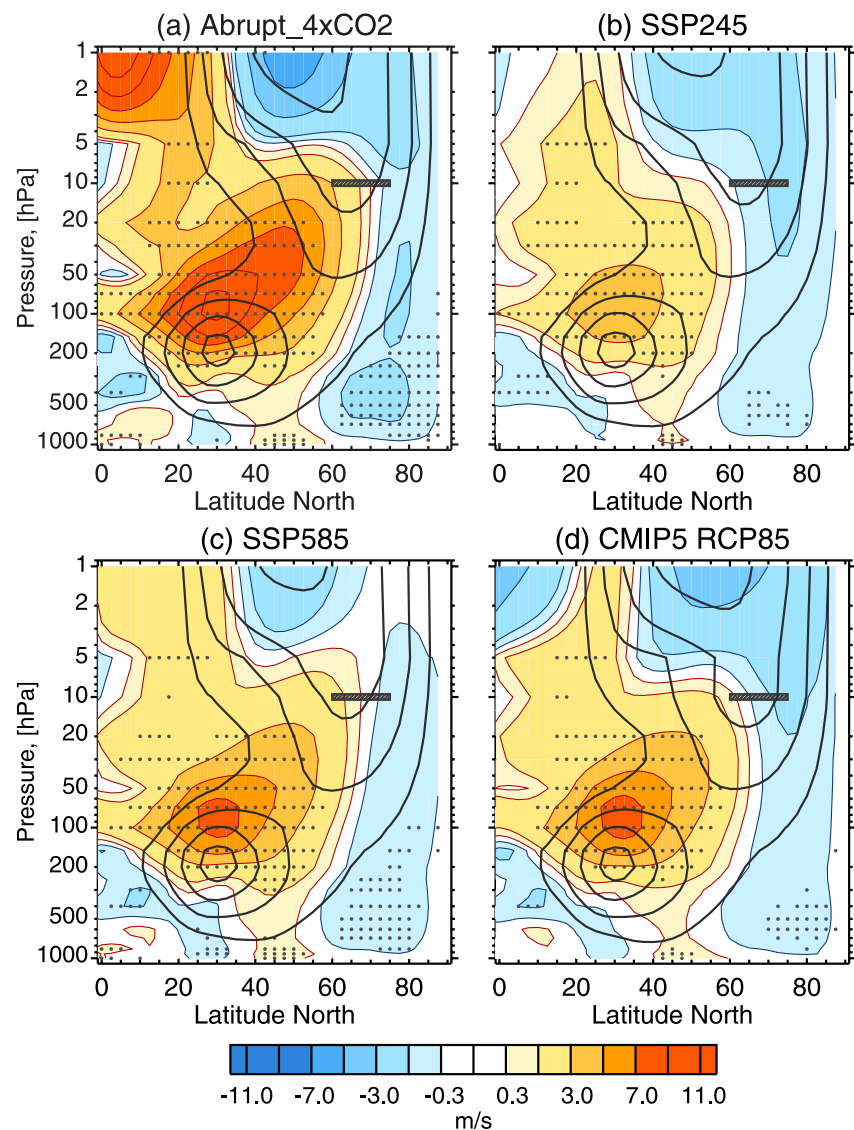 (a) Abrupt_4xCO2
(b) SSP245
Pressure, [hPa]
1
2
5
10
20
50
100
200
500
1000
0 20 40 60 80
0 20 40 60 80
Latitude North
Latitude North
(c) SSP585
(d) CMIP5 RCP85
Pressure, [hPa]
1
2
5
10
20
50
100
200
500
1000
0 20 40 60 80
0 20 40 60 80
Latitude North
Latitude North
-11.0 -7.0 -3.0 -0.3 0.3 3.0 7.0 11.0
m/s